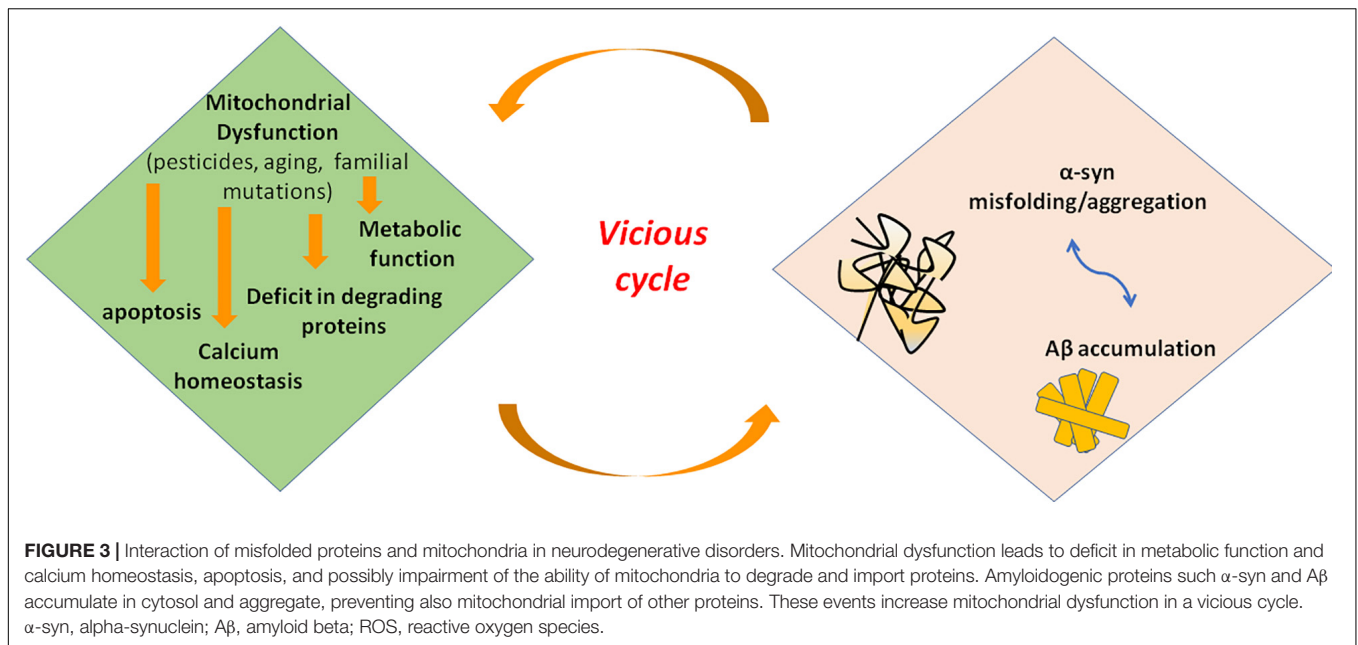 Mitochondrial
Dysfunction
(pesticides, aging, familial
mutations)
Metabolic
function
Deficit in degrading
proteins
apoptosis
Calcium
homeostasis
Vicious
cycle
α-syn
misfolding/aggregation
Aβ accumulation
FIGURE 3 | Interaction of misfolded proteins and mitochondria in neurodegenerative disorders. Mitochondrial dysfunction leads to deficit in metabolic function and
calcium homeostasis, apoptosis, and possibly impairment of the ability of mitochondria to degrade and import proteins. Amyloidogenic proteins such α-syn and Aβ
accumulate in cytosol and aggregate, preventing also mitochondrial import of other proteins. These events increase mitochondrial dysfunction in a vicious cycle.
α-syn, alpha-synuclein; Aβ, amyloid beta; ROS, reactive oxygen species.